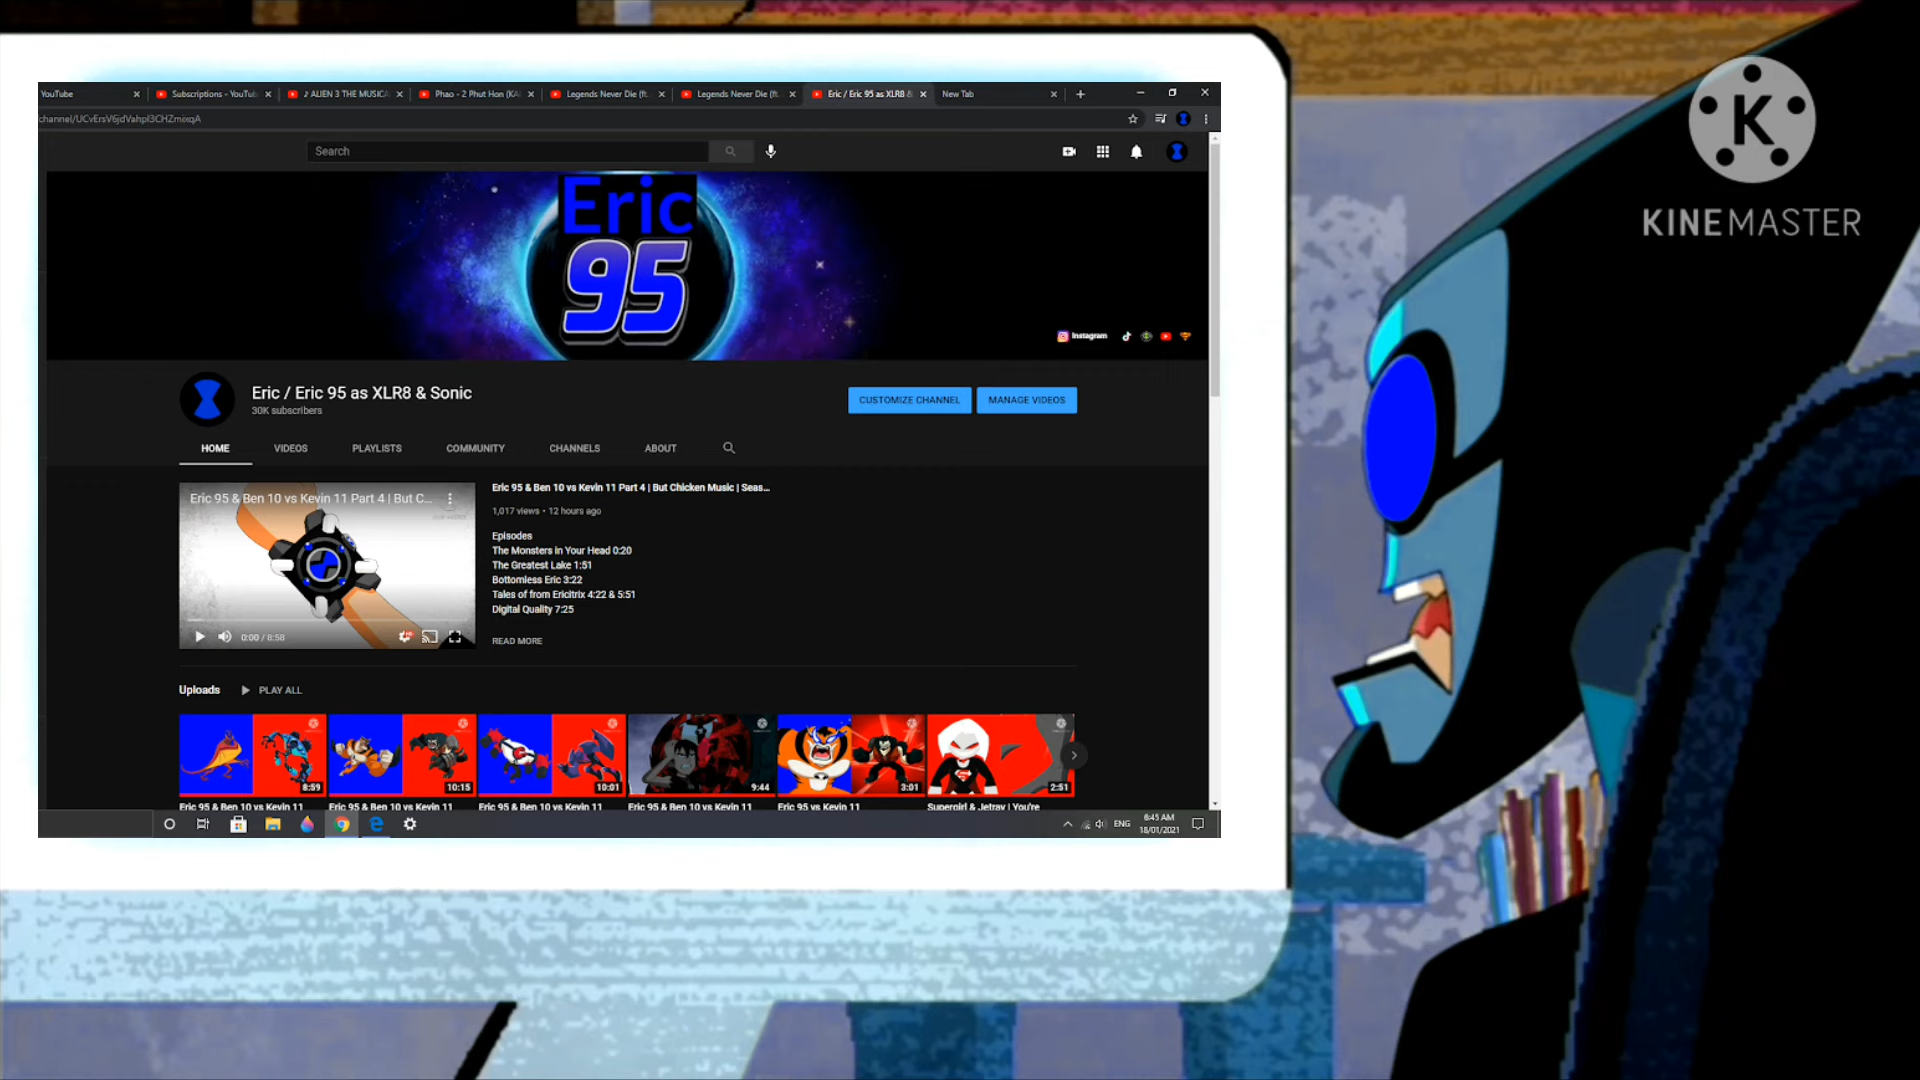 YouTube
Subscriptions - YouTub
♪ ALIEN 3 THE MUSICA
Phao - 2 Phut Hon (KAI
Legends Never Die (ft.
Legends Never Die (ft.
Eric / Eric 95 as XLR8 &
New Tab
Search
Eric
95
Instagram
Eric / Eric 95 as XLR8 & Sonic
30K subscribers
CUSTOMIZE CHANNEL
MANAGE VIDEOS
HOME
VIDEOS
PLAYLISTS
COMMUNITY
CHANNELS
ABOUT
Eric 95 & Ben 10 vs Kevin 11 Part 4 | But C...
0:00 / 8:58
Eric 95 & Ben 10 vs Kevin 11 Part 4 | But Chicken Music | Seas...
1,017 views • 12 hours ago
Episodes
The Monsters in Your Head 0:20
The Greatest Lake 1:51
Bottomless Eric 3:22
Tales of from Ericitrix 4:22 & 5:51
Digital Quality 7:25
READ MORE
Uploads
PLAY ALL
8:59
10:15
10:01
9:44
3:01
2:51
Eric 95 & Ben 10 vs Kevin 11
Eric 95 & Ben 10 vs Kevin 11
Eric 95 & Ben 10 vs Kevin 11
Eric 95 & Ben 10 vs Kevin 11
Eric 95 vs Kevin 11
Supergirl & Jetray | You're
ENG
6:45 AM
18/01/2021
K
KINEMASTER